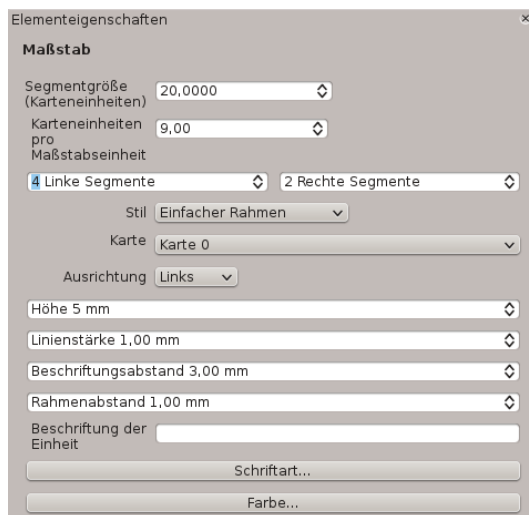 Elementeigenschaften
Maßstab
Segmentgröße
(Karteneinheiten)
20,0000
Karteneinheiten
pro
Maßstabseinheit
9,00
4 Linke Segmente
2 Rechte Segmente
Stil Einfacher Rahmen
Karte Karte 0
Ausrichtung Links
Höhe 5 mm
Linienstärke 1,00 mm
Beschriftungsabstand 3,00 mm
Rahmenabstand 1,00 mm
Beschriftung der
Einheit
Schriftart...
Farbe...